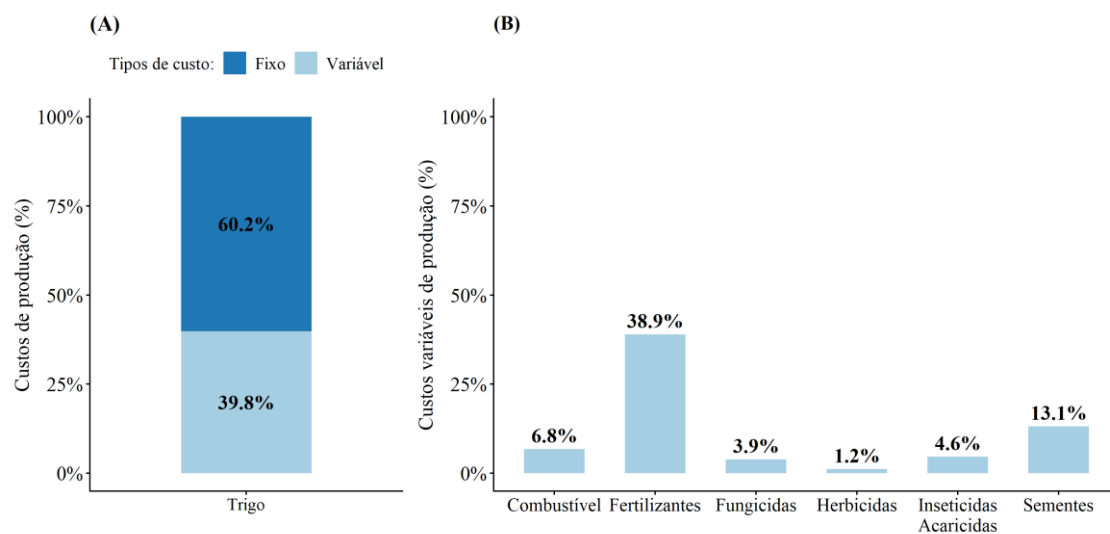 (A)
Tipos de custo: Fixo Variável
Custos de produção (%)
100%
75%
50%
25%
0%
60.2%
39.8%
Trigo
(B)
Custos variáveis de produção (%)
100%
75%
50%
25%
0%
6.8%
38.9%
3.9%
1.2%
4.6%
13.1%
Combustível Fertilizantes Fungicidas Herbicidas Inseticidas Sementes
Acaricidas